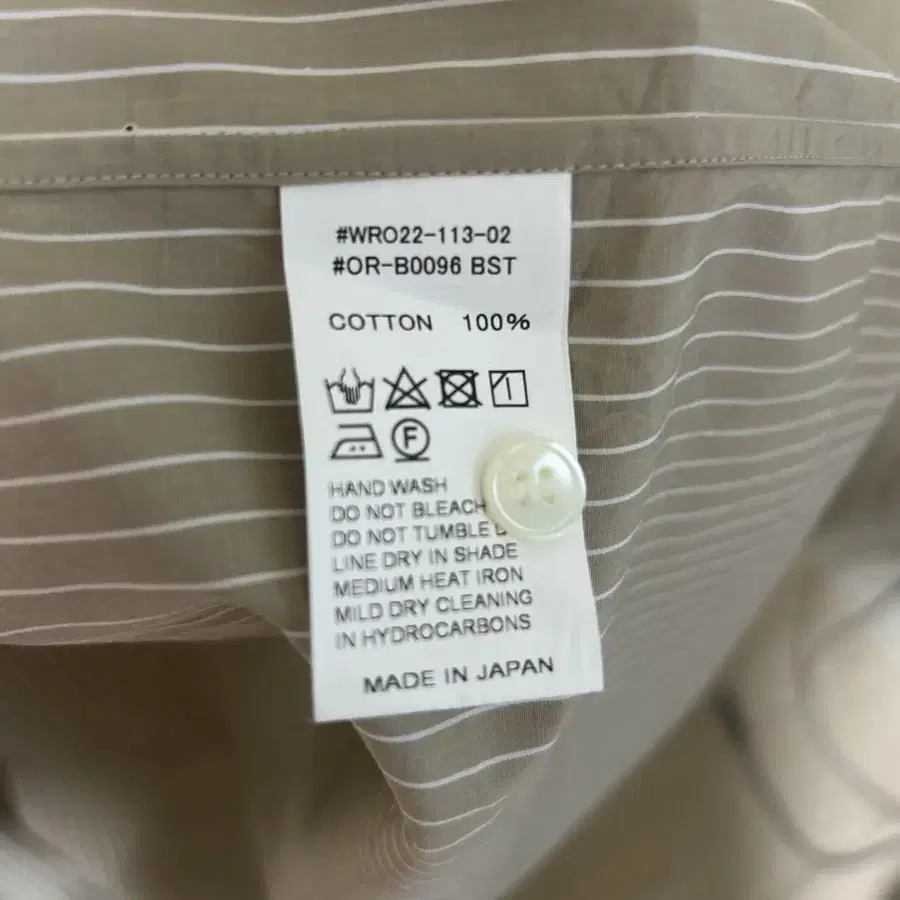 #WRO22-113-02
#OR-B0096 BST
COTTON 100%
F
HAND WASH
DO NOT BLEACH
DO NOT TUMBLE
LINE DRY IN SHADE
MEDIUM HEAT IRON
MILD DRY CLEANING
IN HYDROCARBONS
MADE IN JAPAN